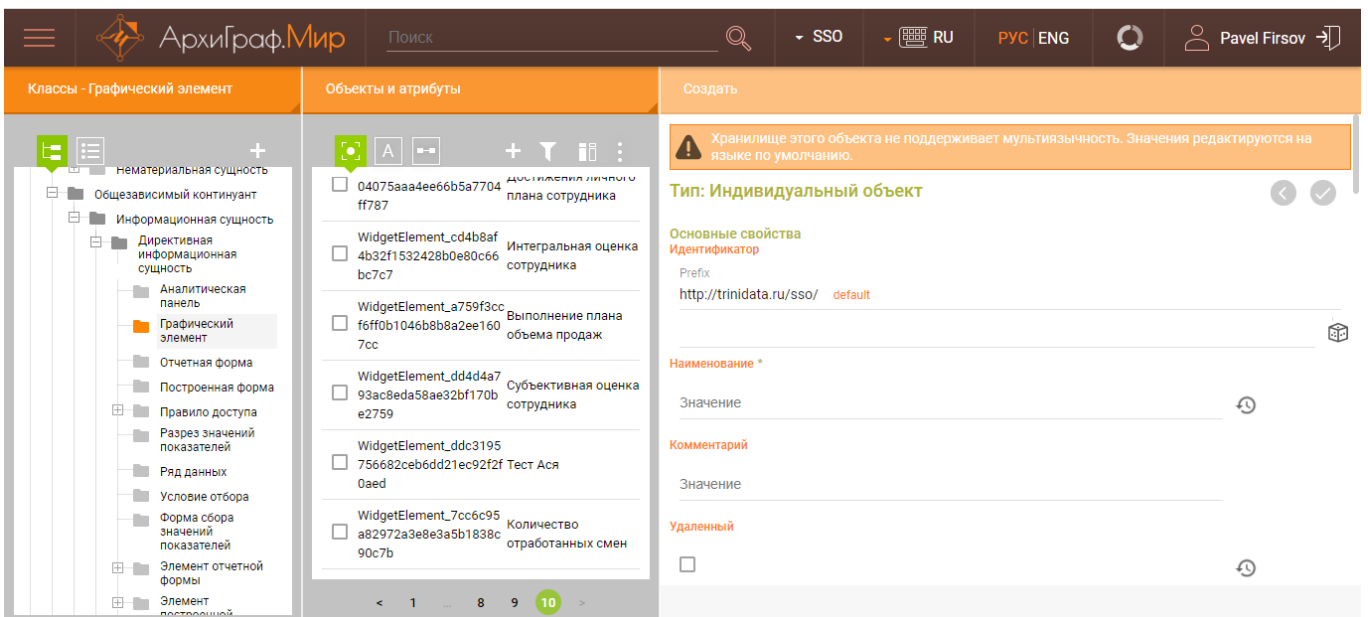 АрхиГраф.Мир
Поиск
SSO
RU
РУС ENG
Pavel Firsov
Классы - Графический элемент
Нематериальная сущность
Общезависимый континуант
Информационная сущность
Директивная
информационная
сущность
Аналитическая
панель
Графический
элемент
Отчетная форма
Построенная форма
Правило доступа
Разрез значений
показателей
Ряд данных
Условие отбора
Форма сбора
значений
показателей
Элемент отчетной
формы
Элемент
построенной
Объекты и атрибуты
A
04075aaa4ee66b5a7704
ff787
Достижения личного
плана сотрудника
WidgetElement_cd4b8af
4b32f1532428b0e80c66
bc7c7
Интегральная оценка
сотрудника
WidgetElement_a759f3cc
f6ff0b1046b8b8a2ee160
7cc
Выполнение плана
объема продаж
WidgetElement_dd4d4a7
93ac8eda58ae32bf170b
e2759
Субъективная оценка
сотрудника
WidgetElement_ddc3195
756682ceb6dd21ec92f2f
0aed
Тест Ася
WidgetElement_7cc6c95
a82972a3e8e3a5b1838c
90c7b
Количество
отработанных смен
< 1 ... 8 9 10 >
Создать
Хранилище этого объекта не поддерживает мультиязычность. Значения редактируются на
языке по умолчанию.
Тип: Индивидуальный объект
Основные свойства
Идентификатор
Prefix
http://trinidata.ru/sso/ default
Наименование *
Значение
Комментарий
Значение
Удаленный